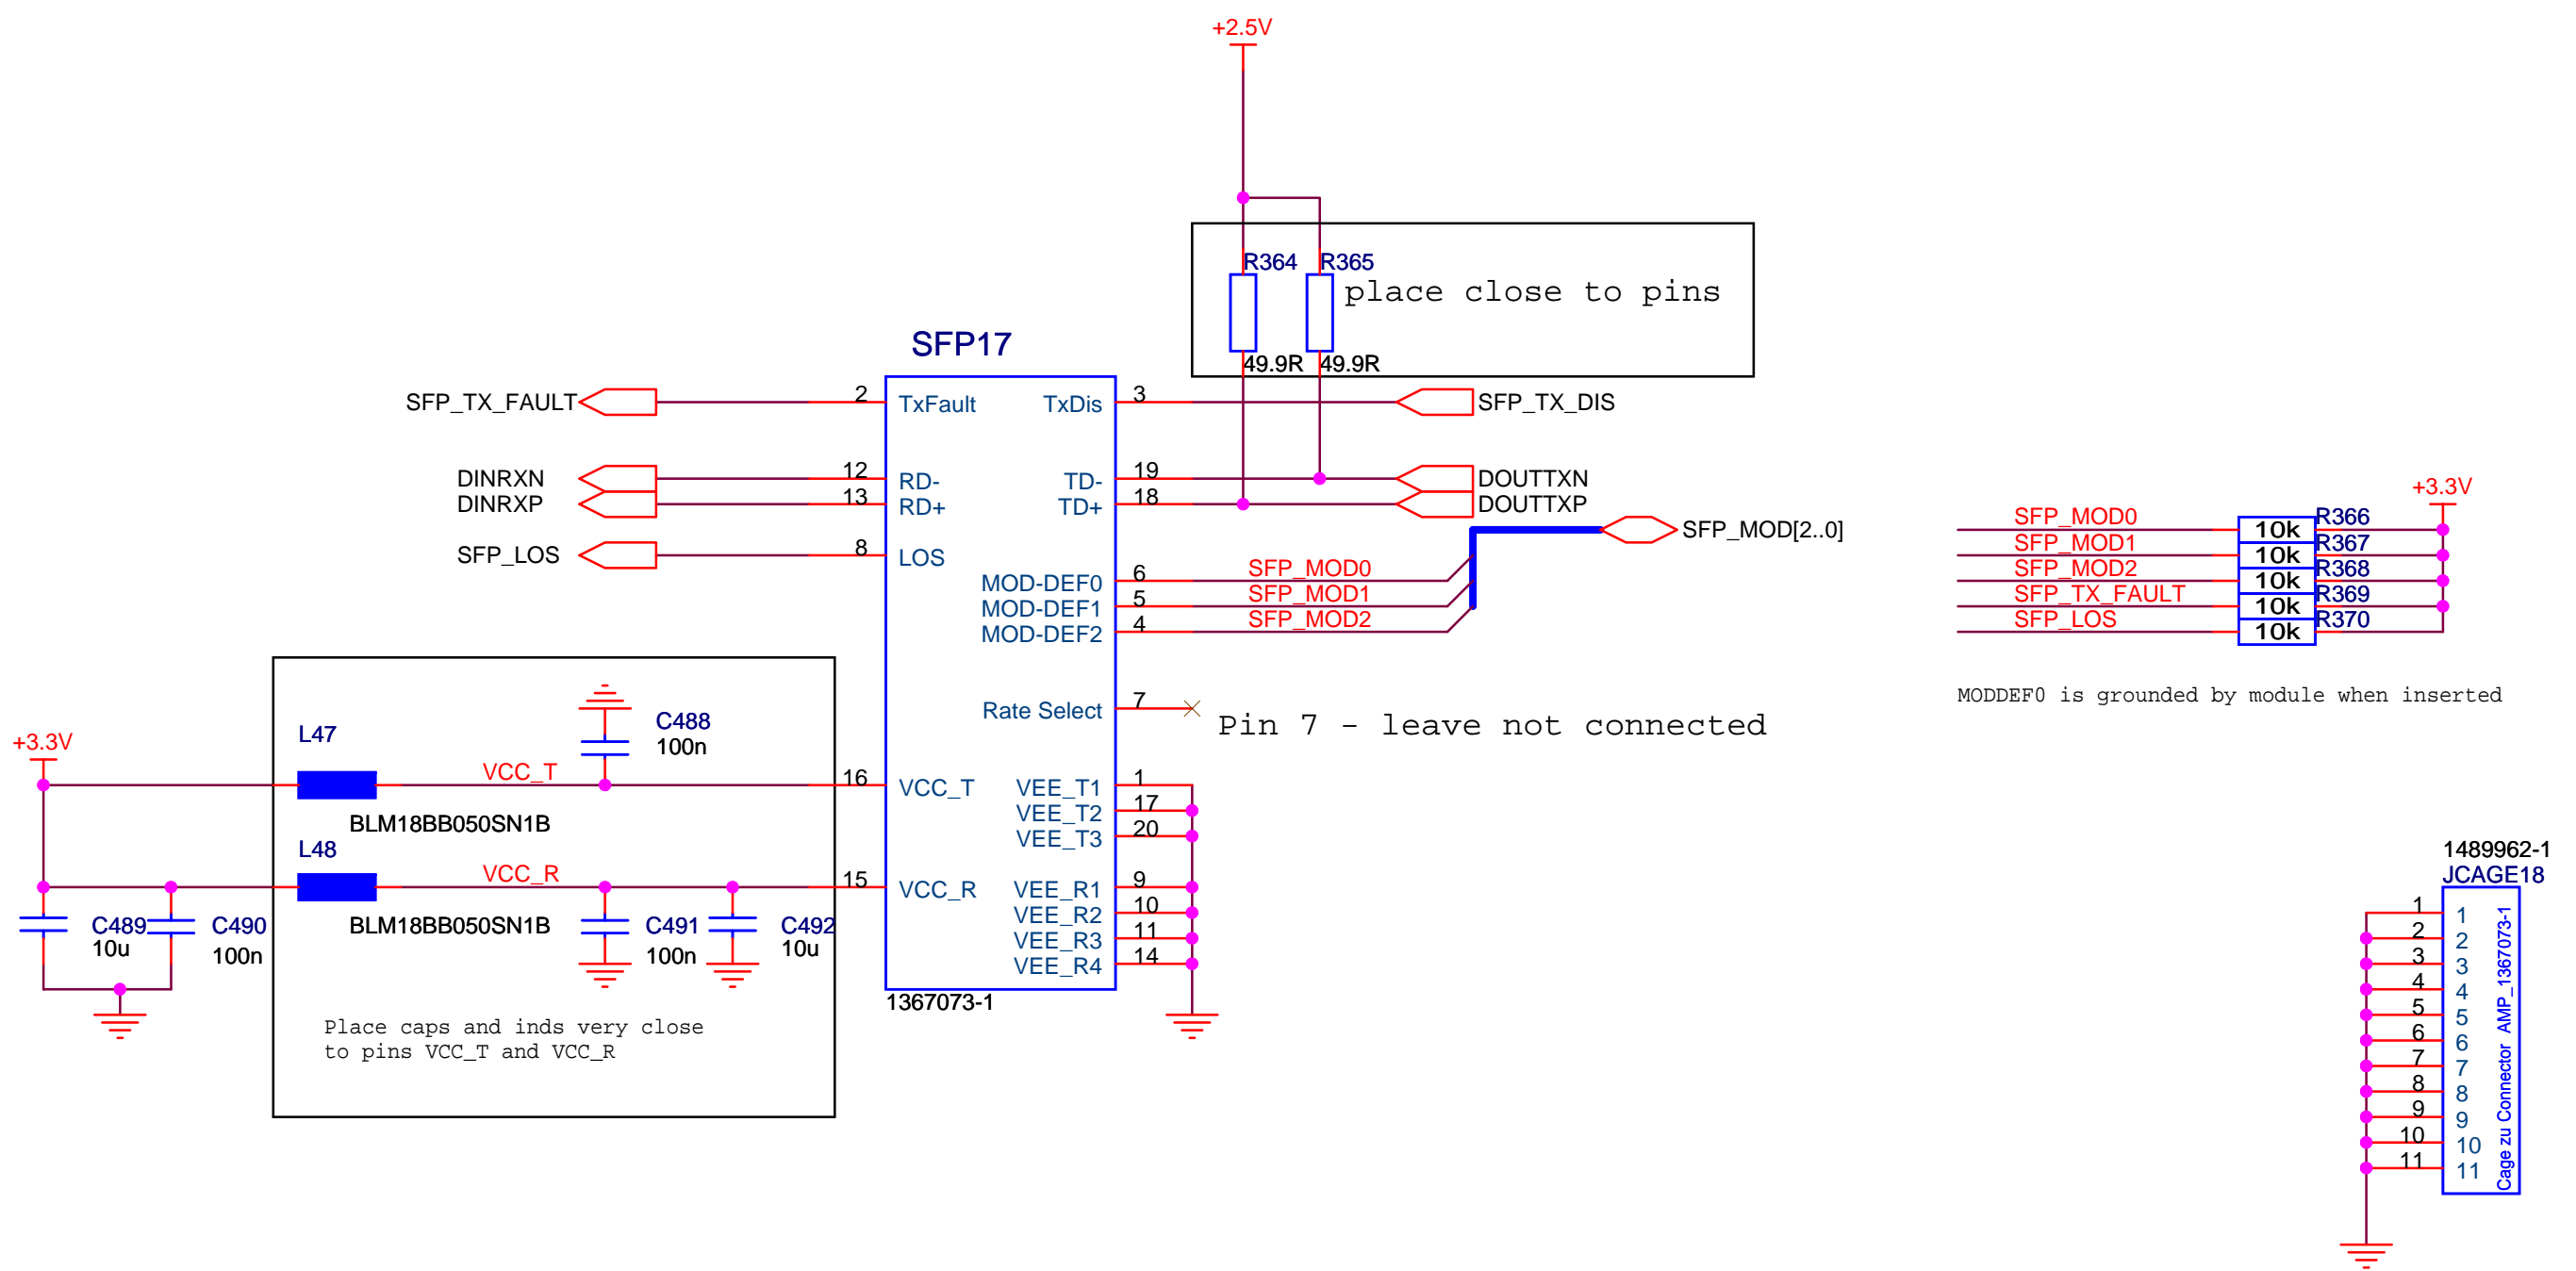 +2.5V
R364
R365
place close to pins
49.9R
49.9R
SFP17
SFP_TX_FAULT
2
TxFault
TxDis
3
SFP_TX_DIS
DINRXN
12
RD-
TD-
19
DOUTTXN
DINRXP
13
RD+
TD+
18
DOUTTXP
SFP_MOD[2..0]
SFP_LOS
8
LOS
MOD-DEF0
6
SFP_MOD0
MOD-DEF1
5
SFP_MOD1
MOD-DEF2
4
SFP_MOD2
Rate Select
7
Pin 7 - leave not connected
+3.3V
L47
VCC_T
C488
100n
16
VCC_T
BLM18BB050SN1B
VEE_T1
1
VEE_T2
17
VEE_T3
20
L48
VCC_R
15
VCC_R
BLM18BB050SN1B
VEE_R1
9
VEE_R2
10
VEE_R3
11
VEE_R4
14
C489
10u
C490
100n
C491
100n
C492
10u
1367073-1
Place caps and inds very close
to pins VCC_T and VCC_R
+3.3V
SFP_MOD0
10k
R366
SFP_MOD1
10k
R367
SFP_MOD2
10k
R368
SFP_TX_FAULT
10k
R369
SFP_LOS
10k
R370
MODDEF0 is grounded by module when inserted
1489962-1
JCAGE18
1
1
2
2
3
3
4
4
5
5
6
6
7
7
8
8
9
9
10
10
11
11
Cage zu Connector AMP_1367073-1